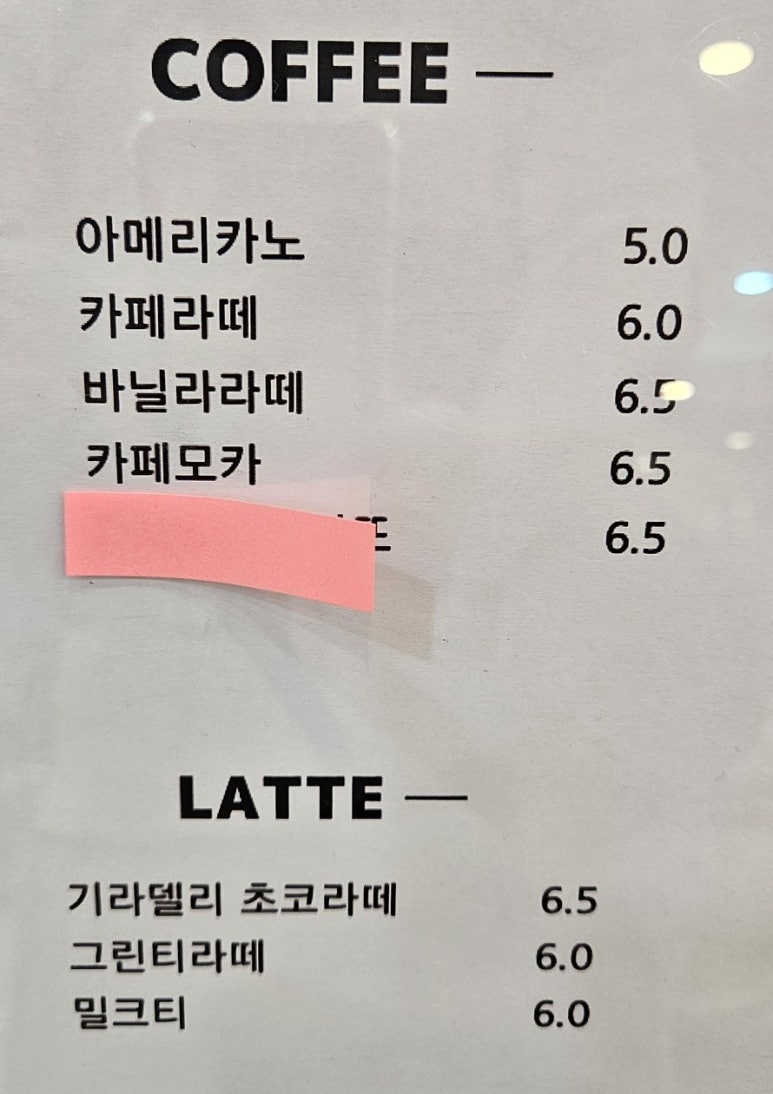 COFFEE —
아메리카노 5.0
카페라떼 6.0
바닐라라떼 6.5
카페모카 6.5
6.5
LATTE —
기라델리 초코라떼 6.5
그린티라떼 6.0
밀크티 6.0